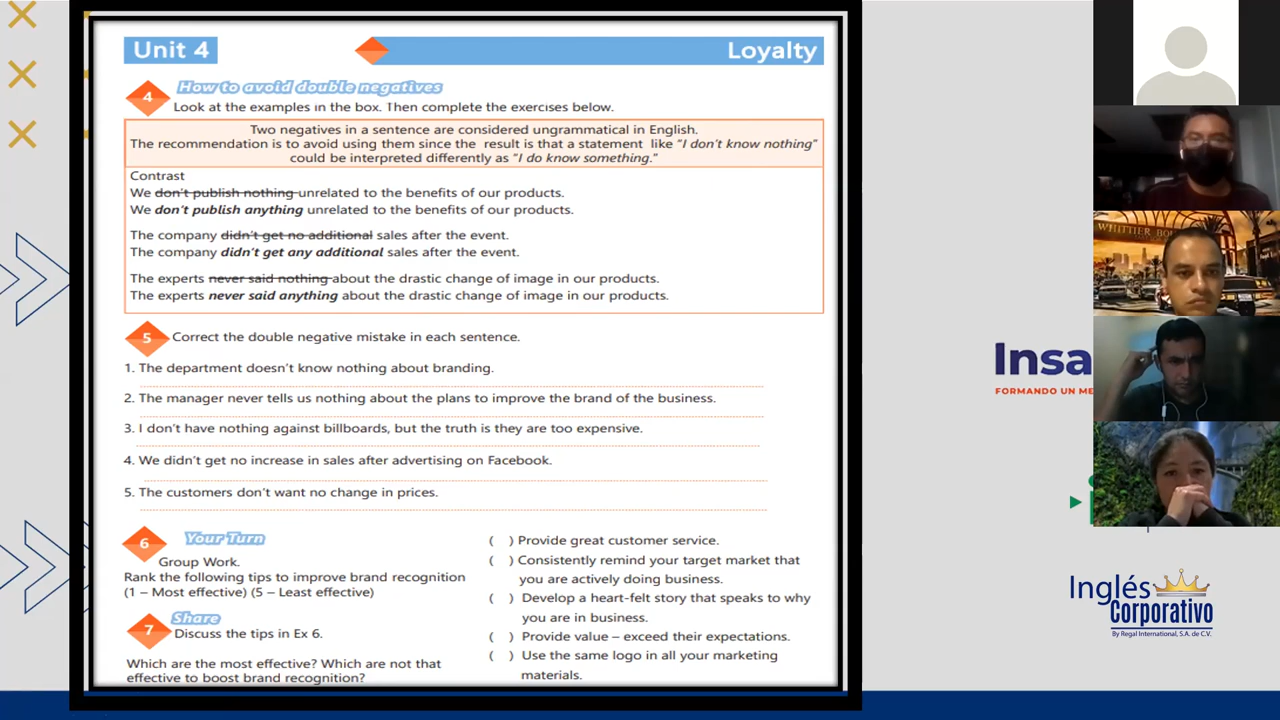 Unit 4
Loyalty
4
How to avoid double negatives
Look at the examples in the box. Then complete the exercises below.
Two negatives in a sentence are considered ungrammatical in English.
The recommendation is to avoid using them since the result is that a statement like "I don't know nothing"
could be interpreted differently as "I do know something."
Contrast
We don't publish nothing unrelated to the benefits of our products.
We don't publish anything unrelated to the benefits of our products.
The company didn't get no additional sales after the event.
The company didn't get any additional sales after the event.
The experts never said nothing about the drastic change of image in our products.
The experts never said anything about the drastic change of image in our products.
5
Correct the double negative mistake in each sentence.
1. The department doesn't know nothing about branding.
2. The manager never tells us nothing about the plans to improve the brand of the business.
3. I don't have nothing against billboards, but the truth is they are too expensive.
4. We didn't get no increase in sales after advertising on Facebook.
5. The customers don't want no change in prices.
6
Your Turn
Group Work.
Rank the following tips to improve brand recognition
(1 – Most effective) (5 – Least effective)
7
Share
Discuss the tips in Ex 6.
Which are the most effective? Which are not that
effective to boost brand recognition?
( ) Provide great customer service.
( ) Consistently remind your target market that
you are actively doing business.
( ) Develop a heart-felt story that speaks to why
you are in business.
( ) Provide value – exceed their expectations.
( ) Use the same logo in all your marketing
materials.
WHITTIER
Insa
FORMANDO UN ME
Inglés
Corporativo
By Regal International, S.A. de C.V.